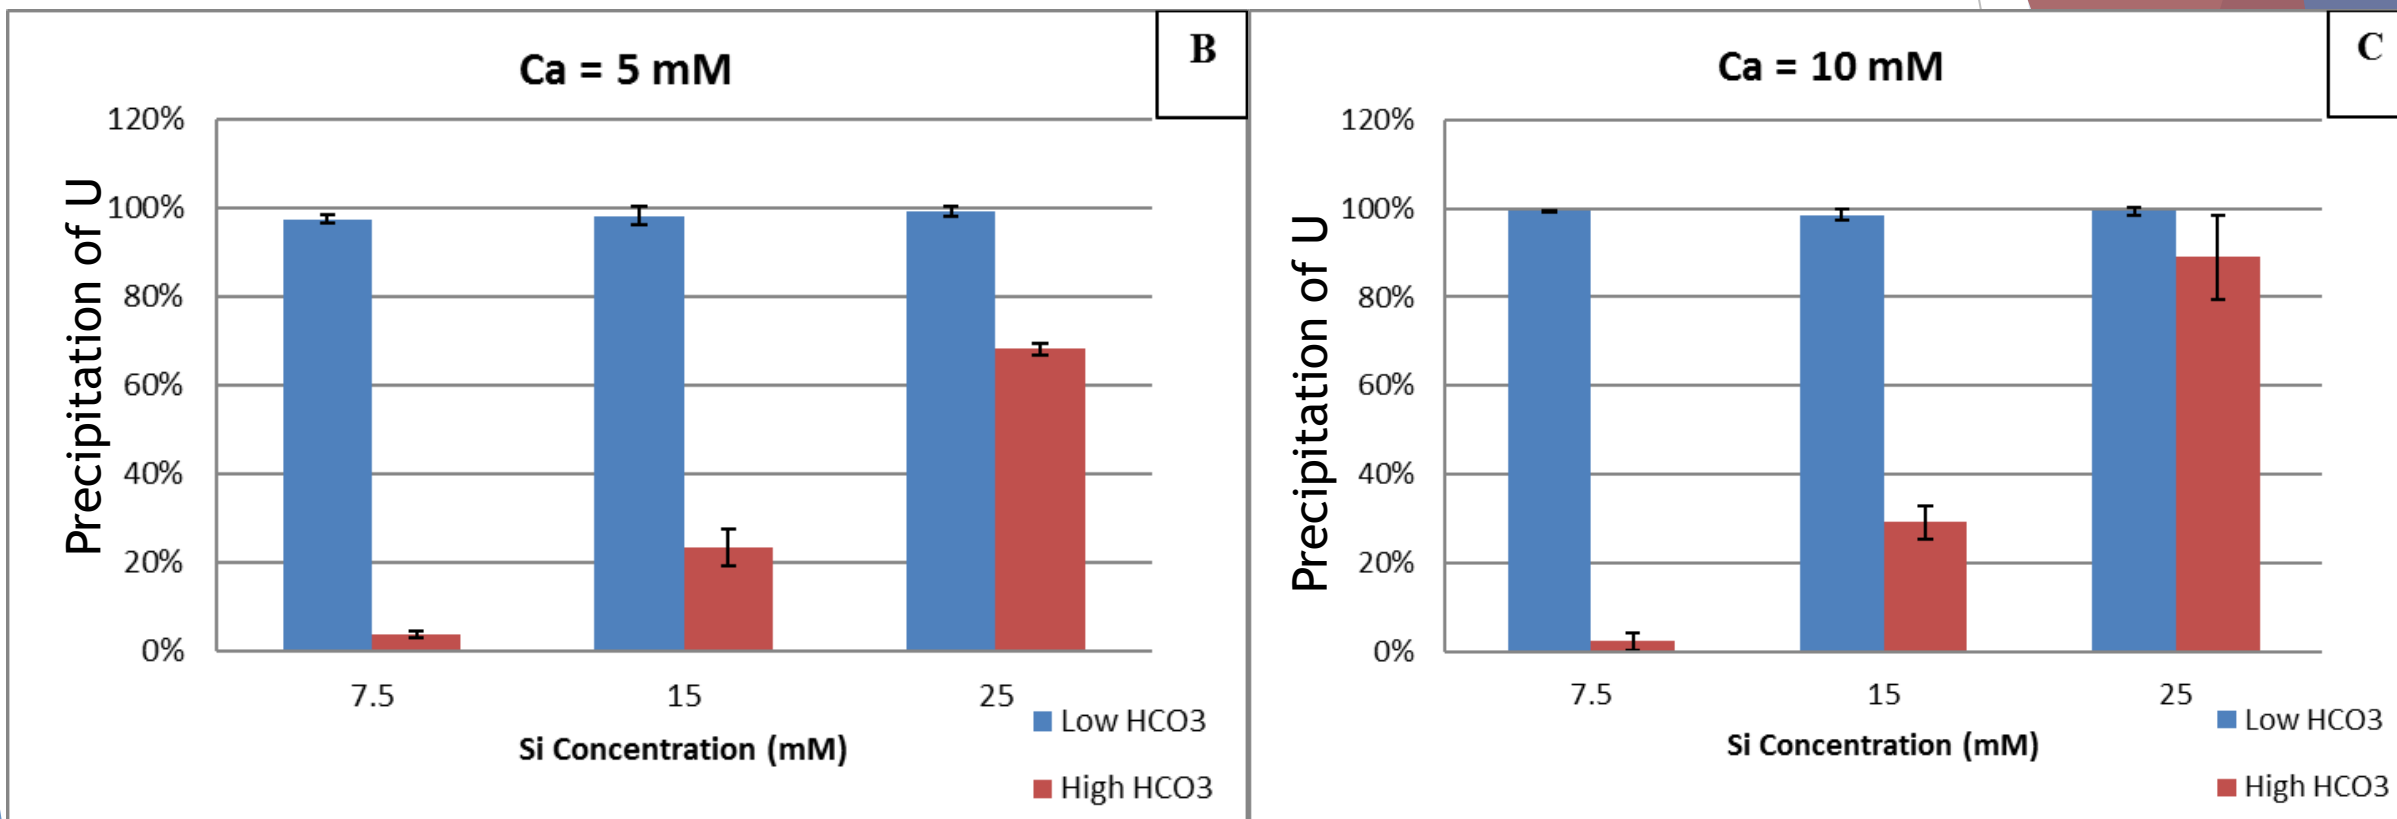 B
Ca = 5 mM
120%
100%
80%
60%
40%
20%
0%
Precipitation of U
7.5 15 25
Si Concentration (mM)
Low HCO3
High HCO3
C
Ca = 10 mM
120%
100%
80%
60%
40%
20%
0%
Precipitation of U
7.5 15 25
Si Concentration (mM)
Low HCO3
High HCO3